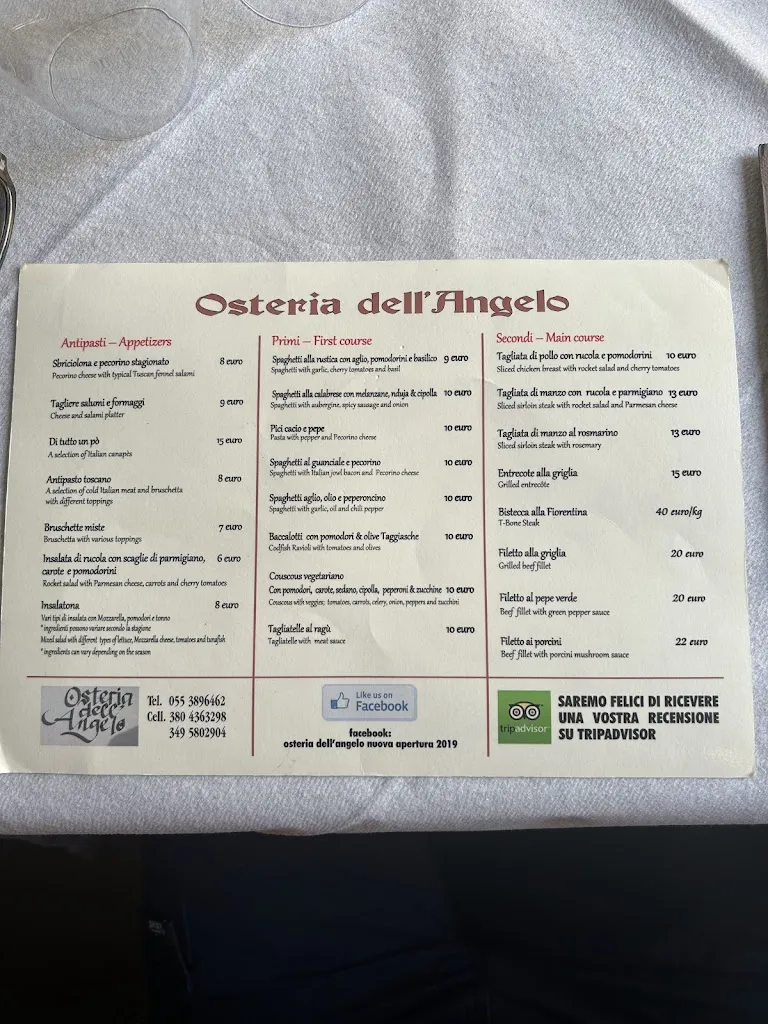 Osteria dell'Angelo
Antipasti – Appetizers
Sbriciolona e pecorino stagionato 8 euro
Pecorino cheese with typical Tuscan fennel salami
Tagliere salumi e formaggi 9 euro
Cheese and salami platter
Di tutto un pò 15 euro
A selection of Italian canapès
Antipasto toscano 8 euro
A selection of cold Italian meat and bruschetta
with different toppings
Bruschette miste 7 euro
Bruschetta with various toppings
Insalata di rucola con scaglie di parmigiano, 6 euro
carote e pomodorini
Rocket salad with Parmesan cheese, carrots and cherry tomatoes
Insalatona 8 euro
Vari tipi di insalata con Mozzarella, pomodori e tonno
* ingredienti possono variare secondo la stagione
Mixed salad with different types of lettuce, Mozzarella cheese, tomatoes and tunafish
* ingredients can vary depending on the season
Primi – First course
Spaghetti alla rustica con aglio, pomodorini e basilico 9 euro
Spaghetti with garlic, cherry tomatoes and basil
Spaghetti alla calabrese con melanzane, nduja & cipolla 10 euro
Spaghetti with aubergine, spicy sausage and onion
Pici cacio e pepe 10 euro
Pasta with pepper and Pecorino cheese
Spaghetti al guanciale e pecorino 10 euro
Spaghetti with Italian jowl bacon and Pecorino cheese
Spaghetti aglio, olio e peperoncino 10 euro
Spaghetti with garlic, oil and chili pepper
Baccalotti con pomodori & olive Taggiasche 10 euro
Codfish Ravioli with tomatoes and olives
Couscous vegetariano
Con pomodori, carote, sedano, cipolla, peperoni & zucchine 10 euro
Couscous with veggies; tomatoes, carrots, celery, onion, peppers and zucchini
Tagliatelle al ragù 10 euro
Tagliatelle with meat sauce
Secondi – Main course
Tagliata di pollo con rucola e pomodorini 10 euro
Sliced chicken breast with rocket salad and cherry tomatoes
Tagliata di manzo con rucola e parmigiano 13 euro
Sliced sirloin steak with rocket salad and Parmesan cheese
Tagliata di manzo al rosmarino 13 euro
Sliced sirloin steak with rosemary
Entrecote alla griglia 15 euro
Grilled entrecôte
Bistecca alla Fiorentina 40 euro/kg
T-Bone Steak
Filetto alla griglia 20 euro
Grilled beef fillet
Filetto al pepe verde 20 euro
Beef fillet with green pepper sauce
Filetto ai porcini 22 euro
Beef fillet with porcini mushroom sauce
Osteria
dell'
Angelo
Tel. 055 3896462
Cell. 380 4363298
349 5802904
Like us on
Facebook
facebook:
osteria dell'angelo nuova apertura 2019
tripadvisor
SAREMO FELICI DI RICEVERE
UNA VOSTRA RECENSIONE
SU TRIPADVISOR